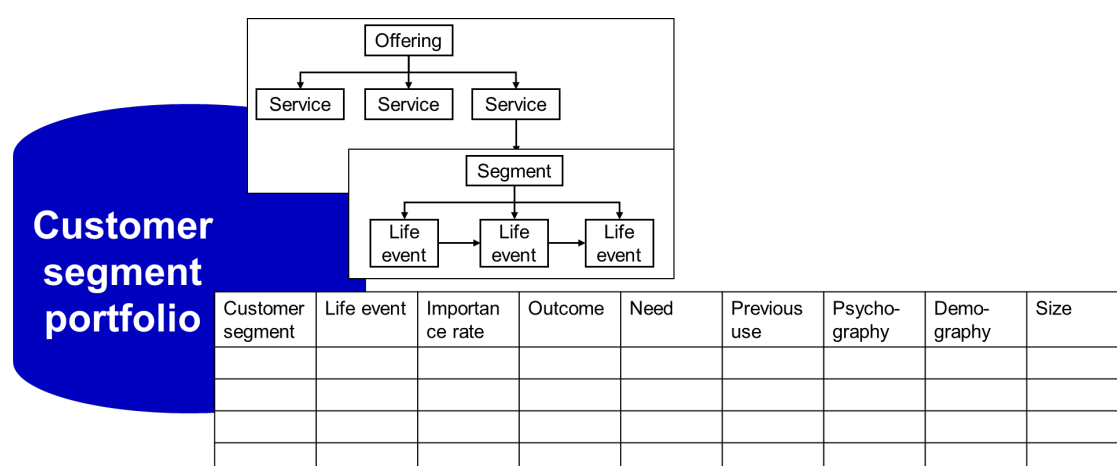 Offering
Service Service Service
Segment
Life Life Life
event event event
Customer
segment
portfolio
Customer Life event Importan Outcome Need Previous Psycho- Demo- Size
segment ce rate use graphy graphy